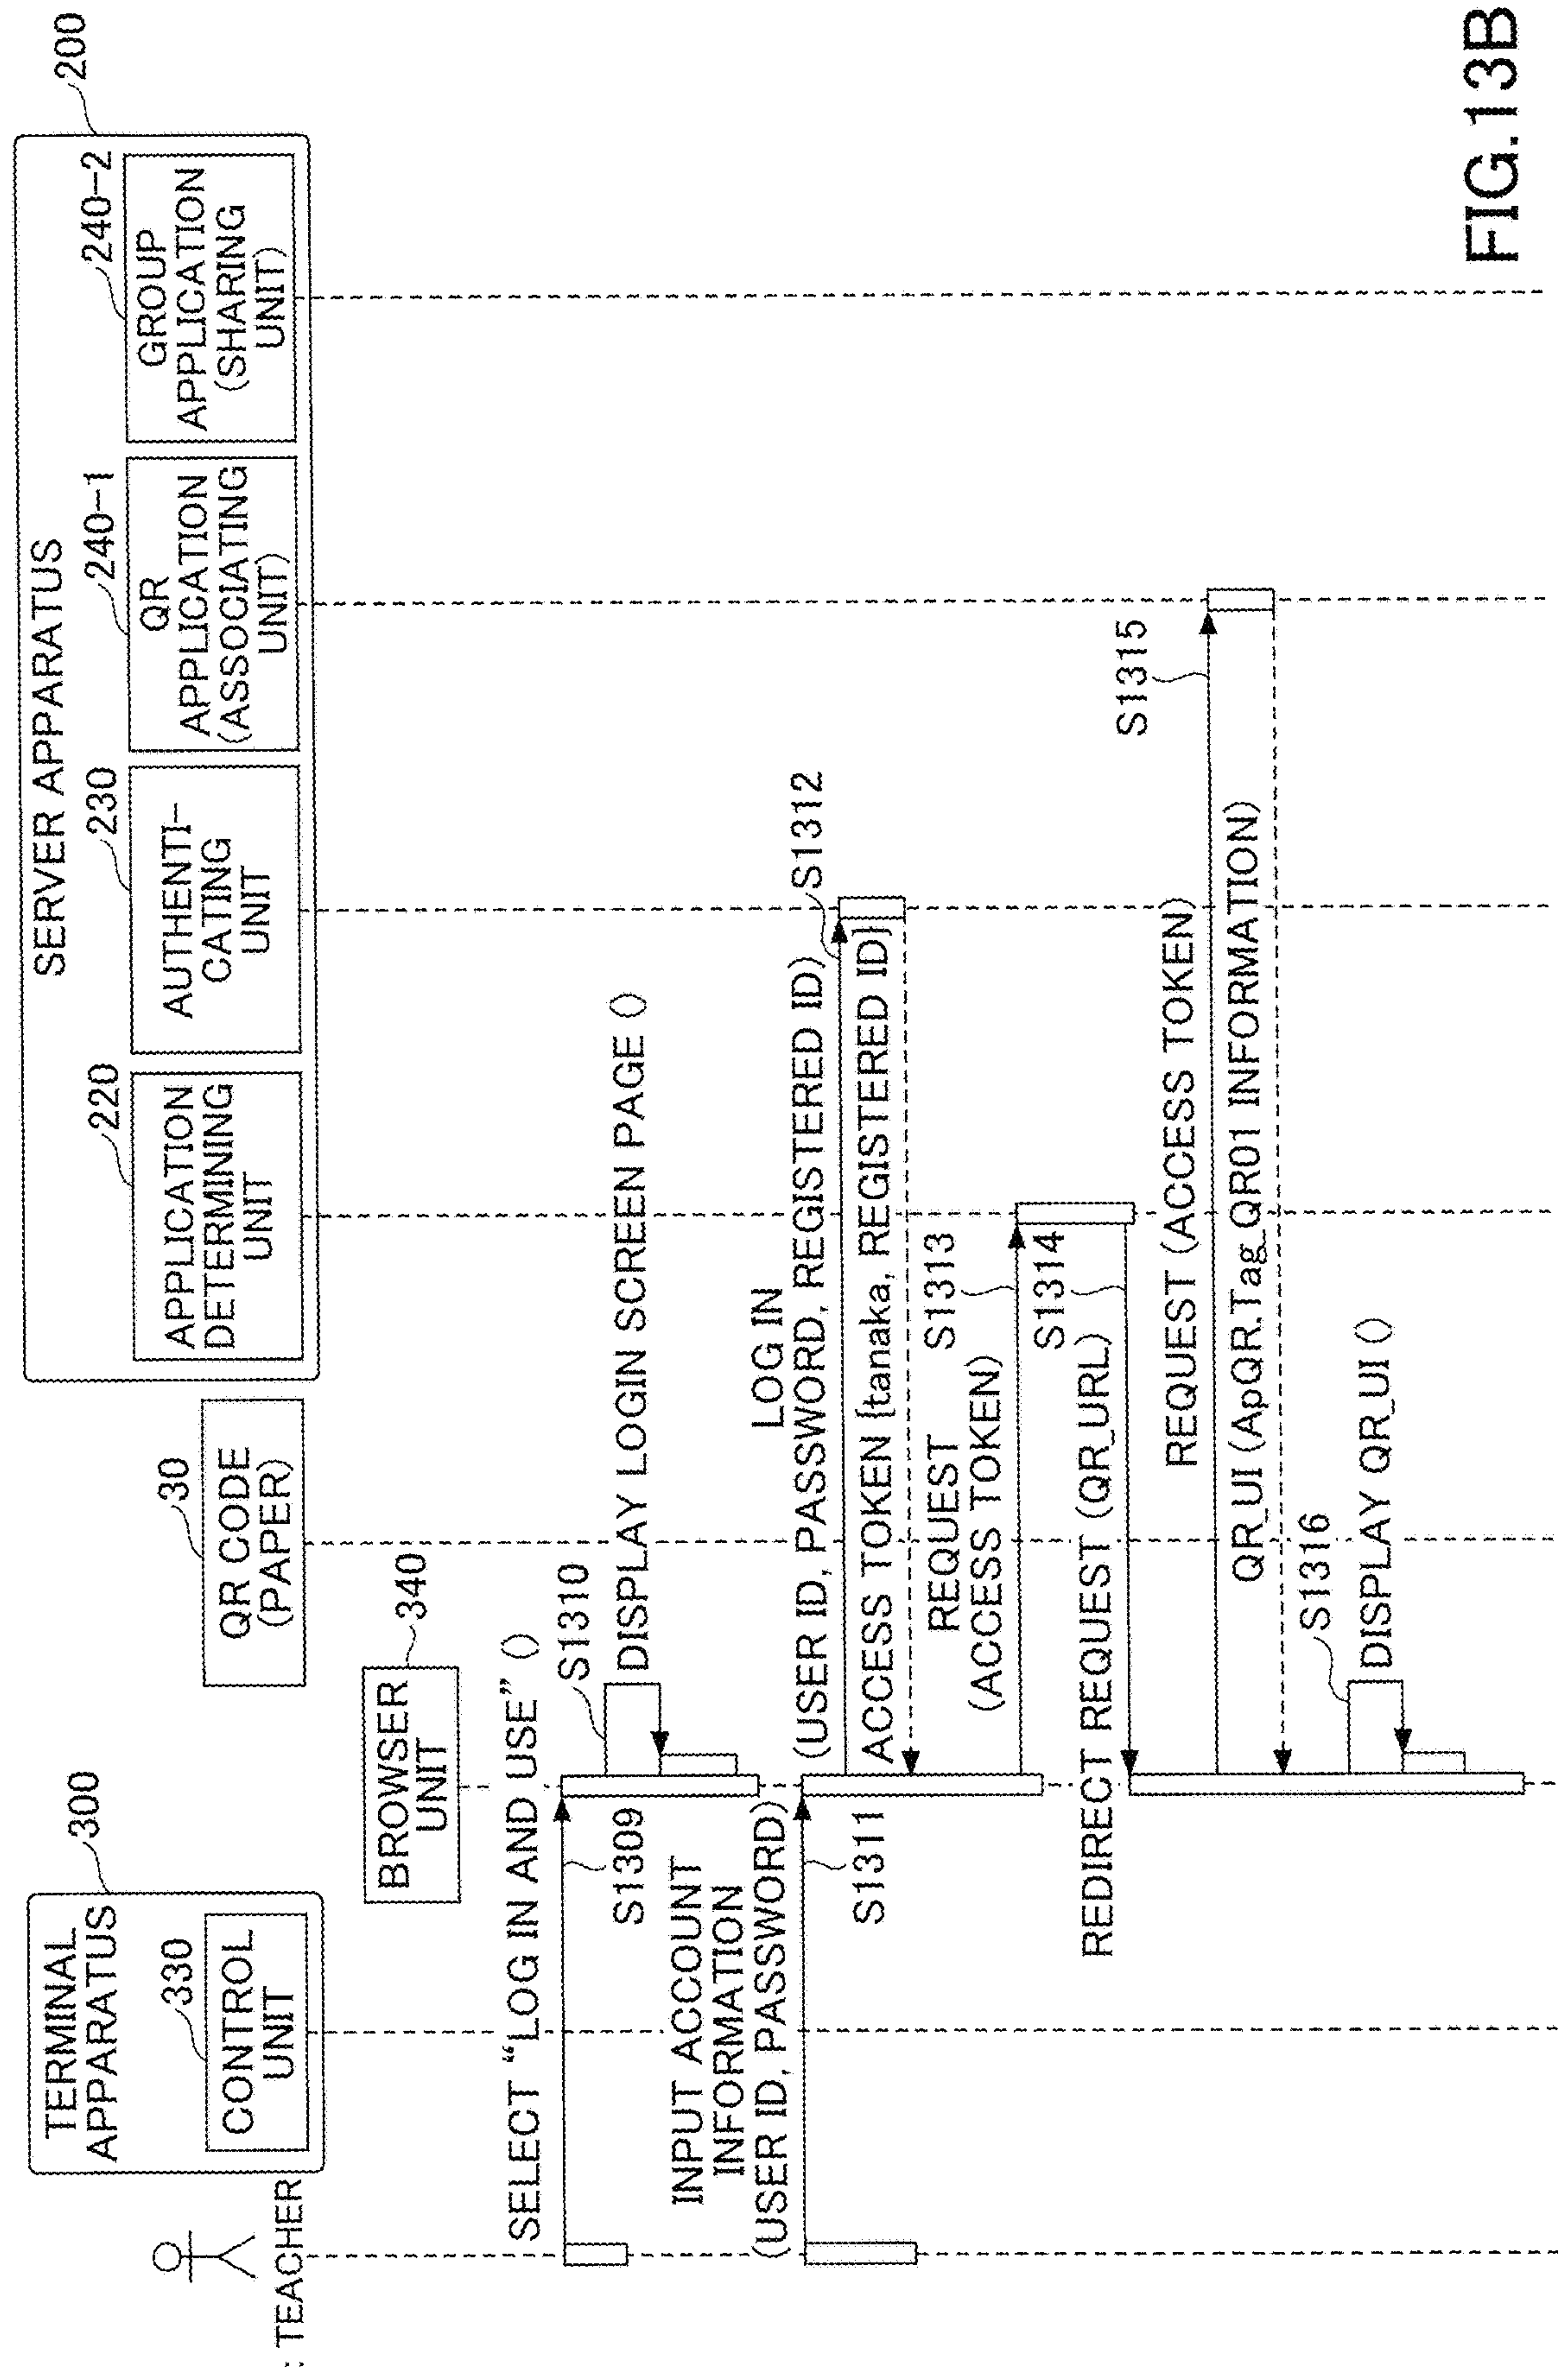 SERVER APPARATUS
200
TERMINAL
APPARATUS
300
CONTROL
UNIT
330
: TEACHER
BROWSER
UNIT
340
QR CODE
(PAPER)
30
APPLICATION
DETERMINING
UNIT
220
AUTHENTI-
CATING
UNIT
230
QR
APPLICATION
(ASSOCIATING
UNIT)
240-1
GROUP
APPLICATION
(SHARING
UNIT)
240-2
SELECT “LOG IN AND USE” ()
S1309
S1310
DISPLAY LOGIN SCREEN PAGE ()
INPUT ACCOUNT
INFORMATION
(USER ID, PASSWORD)
S1311
LOG IN
(USER ID, PASSWORD, REGISTERED ID)
S1312
ACCESS TOKEN [tanaka, REGISTERED ID]
REQUEST
(ACCESS TOKEN)
S1313
S1314
REDIRECT REQUEST (QR_URL)
REQUEST (ACCESS TOKEN)
S1315
QR_UI (ApQR.Tag_QR01 INFORMATION)
S1316
DISPLAY QR_UI ()
FIG.13B